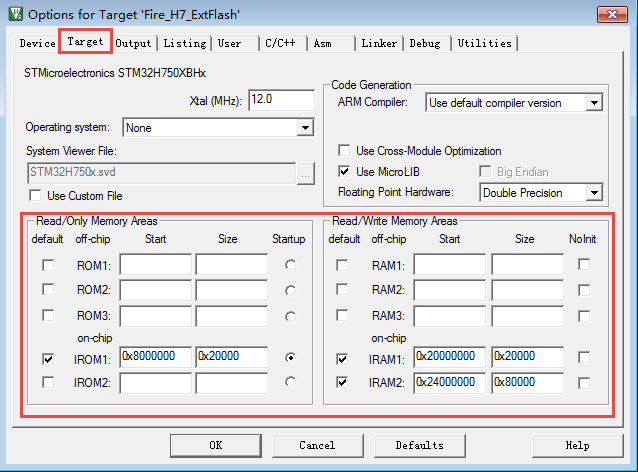 Options for Target 'Fire_H7_ExtFlash'
Device Target Output Listing User C/C++ Asm Linker Debug Utilities
STMicroelectronics STM32H750XBHx
Xtal (MHz): 12.0
Operating system: None
System Viewer File:
STM32H750x.svd ...
Use Custom File
Code Generation
ARM Compiler: Use default compiler version
Use Cross-Module Optimization
Use MicroLIB Big Endian
Floating Point Hardware: Double Precision
Read/Only Memory Areas
default off-chip Start Size Startup
ROM1:
ROM2:
ROM3:
on-chip
IROM1: 0x8000000 0x20000
IROM2:
Read/Write Memory Areas
default off-chip Start Size NoInit
RAM1:
RAM2:
RAM3:
on-chip
IRAM1: 0x20000000 0x20000
IRAM2: 0x24000000 0x80000
OK Cancel Defaults Help